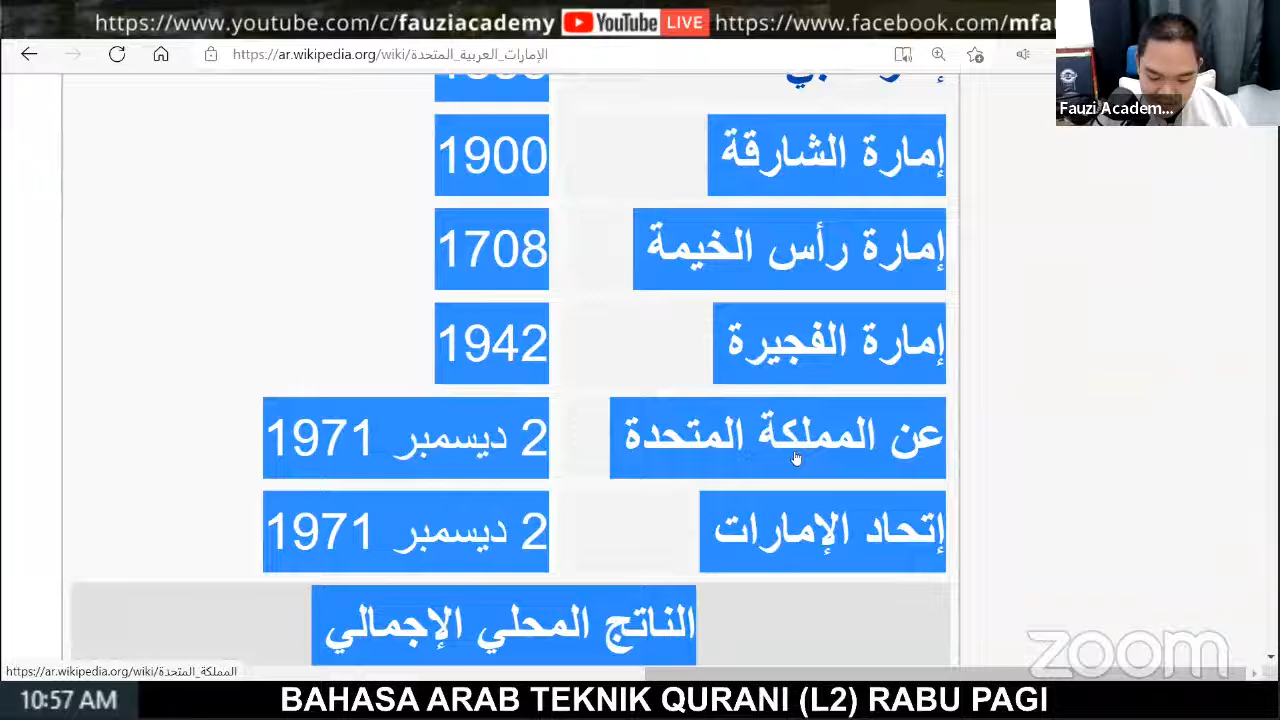 https://www.youtube.com/c/fauziacademy YouTube LIVE https://www.facebook.com/mfau
https://ar.wikipedia.org/wiki/الإمارات_العربية_المتحدة
Fauzi Academ...
إمارة الشارقة 1900
إمارة رأس الخيمة 1708
إمارة الفجيرة 1942
عن المملكة المتحدة 2 ديسمبر 1971
إتحاد الإمارات 2 ديسمبر 1971
الناتج المحلي الإجمالي
zoom
https://ar.wikipedia.org/wiki/المملكة_المتحدة
10:57 AM BAHASA ARAB TEKNIK QURANI (L2) RABU PAGI